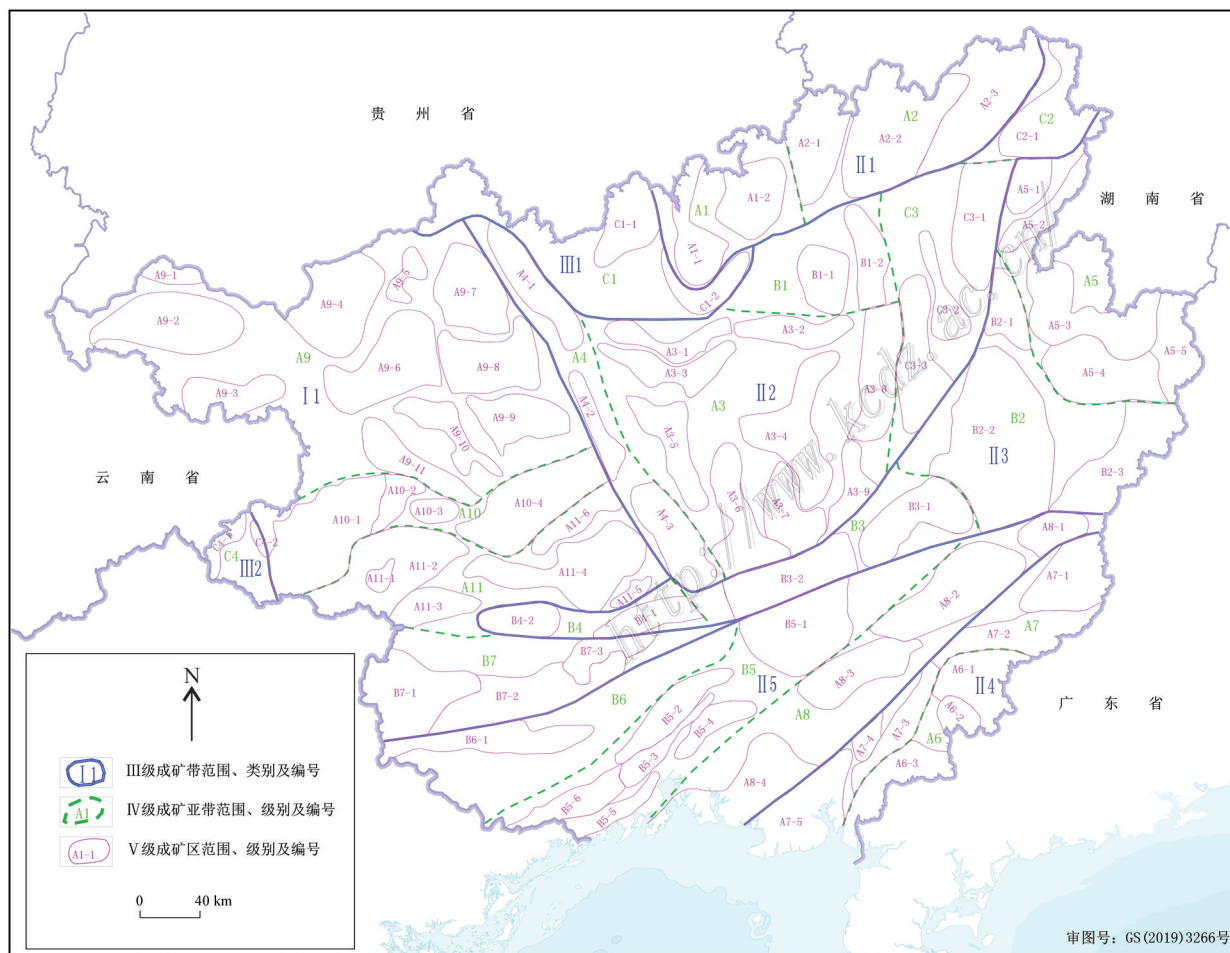 贵 州 省
湖 南 省
云 南 省
广 东 省
A2-3
A2
C2
A2-1
A2-2
C2-1
Ⅱ1
A1-2
A5-1
A1
C3
C1-1
C3-1
A5-2
A1-1
Ⅲ1
A9-1
A9-5
A4-1
B1-2
A9-4
A9-7
C1
B1
B1-1
A5
C1-2
C3-2
A9-2
A3-2
B2-1
A5-3
A9
A4
A3-1
A5-5
A9-6
A9-8
A3-3
C3-3
A5-4
A9-3
Ⅰ1
Ⅱ2
A3-8
A4-2
A3
B2
A9-9
A3-4
B2-2
A9-10
A3-5
Ⅱ3
A9-11
B2-3
A10-2
A10-4
A3-6
A3-7
A3-9
B3-1
A10-3
A10
A4-3
A10-1
A11-6
B3
A8-1
C4-1
C4-2
C4
Ⅲ2
A11-2
A11-4
A11-1
B3-2
A7-1
A11
A11-5
A8-2
A11-3
B4-2
B4
B4-1
B5-1
A7
A7-2
B7
B7-3
B5
A6-1
B7-1
B7-2
B6
Ⅱ5
A8-3
Ⅱ4
B5-2
A8
A6-2
B6-1
B5-4
A7-3
A7-4
A6
B5-3
A6-3
B5-6
A8-4
B5-5
A7-5
http://www.kcdz.ac.cn/
N
Ⅰ1
Ⅲ级成矿带范围、类别及编号
A1
Ⅳ级成矿亚带范围、级别及编号
A1-1
Ⅴ级成矿区范围、级别及编号
0 40 km
审图号: GS(2019)3266号